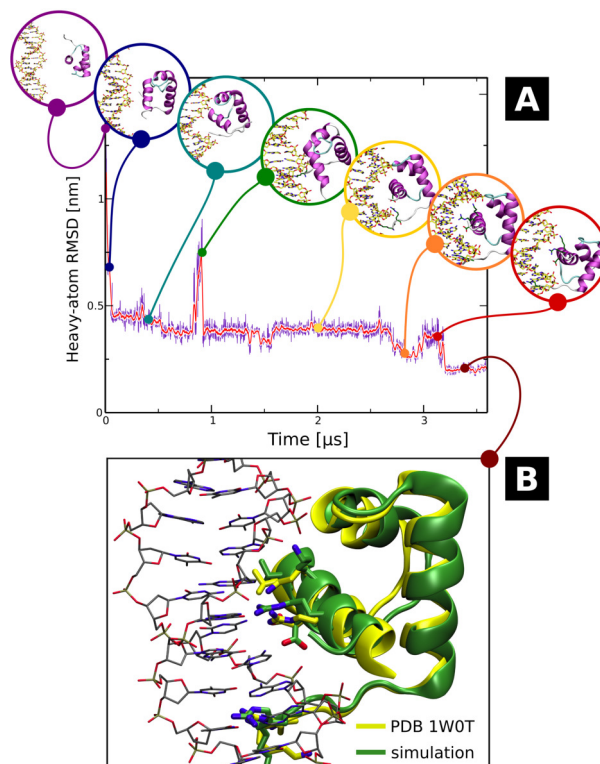 A
Heavy-atom RMSD [nm]
1
0.5
0
0
1
2
3
Time [µs]
B
PDB 1W0T
simulation